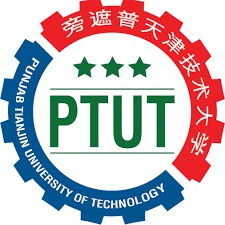 旁遮普天津技术大学
PTUT
PUNJAB TIANJIN UNIVERSITY OF TECHNOLOGY